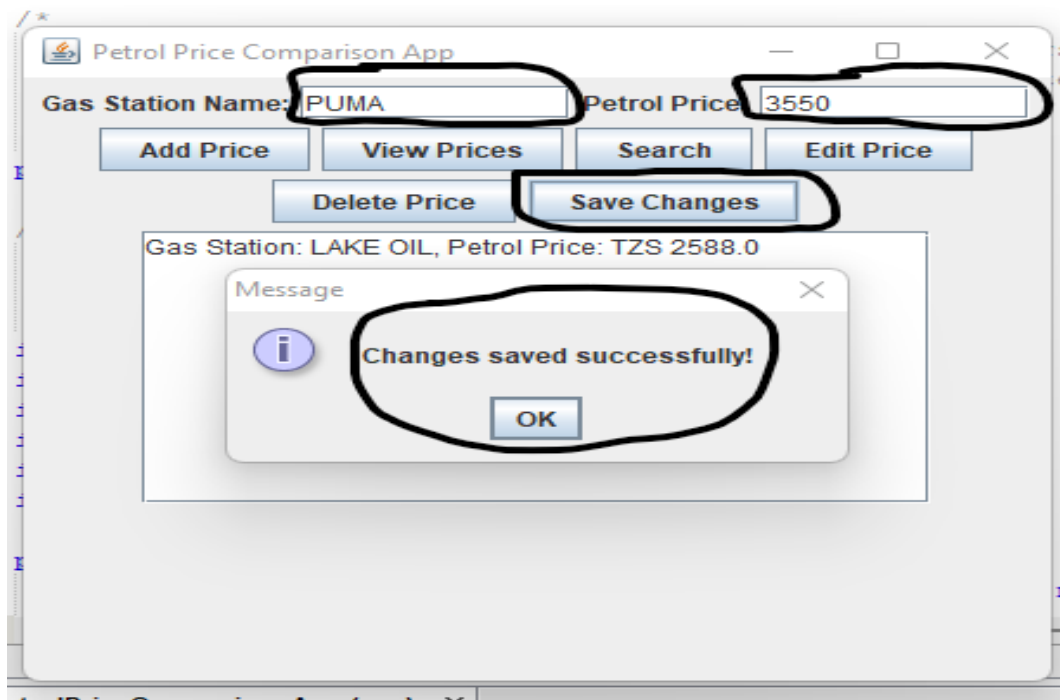 /*
Petrol Price Comparison App
Gas Station Name: PUMA Petrol Price 3550
Add Price View Prices Search Edit Price
Delete Price Save Changes
Gas Station: LAKE OIL, Petrol Price: TZS 2588.0
Message
Changes saved successfully!
OK